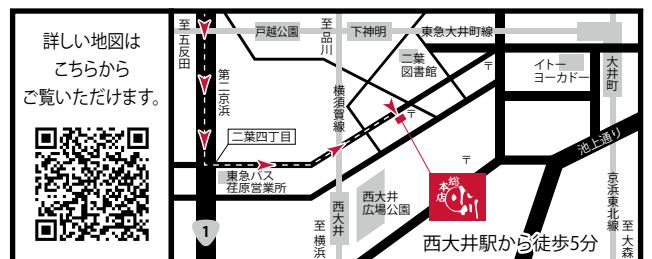 詳しい地図は
こちらから
ご覧いただけます。
至五反田
戸越公園
至品川
下神明
東急大井町線
第二京浜
二葉
図書館
〒
イトー
ヨーカドー
大井町
横須賀線
〒
二葉四丁目
池上通り
東急バス
荏原営業所
〒
西大井
広場公園
総本店
小川
京浜東北線
1
西大井
至横浜
西大井駅から徒歩5分
至大森